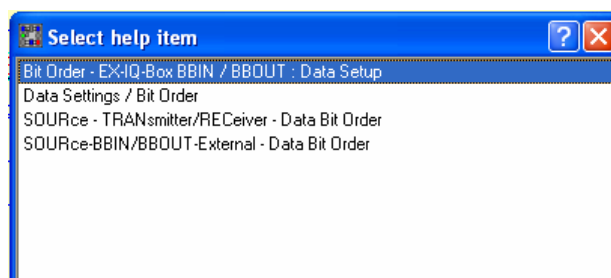 Select help item
Bit Order - EX-IQ-Box BBIN / BBOUT : Data Setup
Data Settings / Bit Order
SOURce - TRANsmitter/RECeiver - Data Bit Order
SOURce-BBIN/BBOUT-External - Data Bit Order